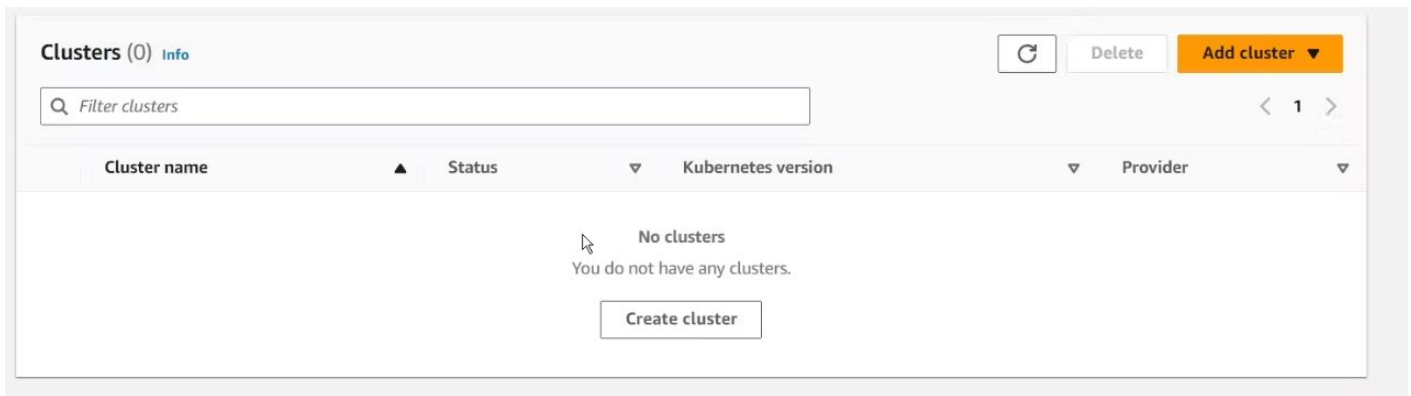 Clusters (0) Info
Delete
Add cluster
Filter clusters
1
Cluster name Status Kubernetes version Provider
No clusters
You do not have any clusters.
Create cluster